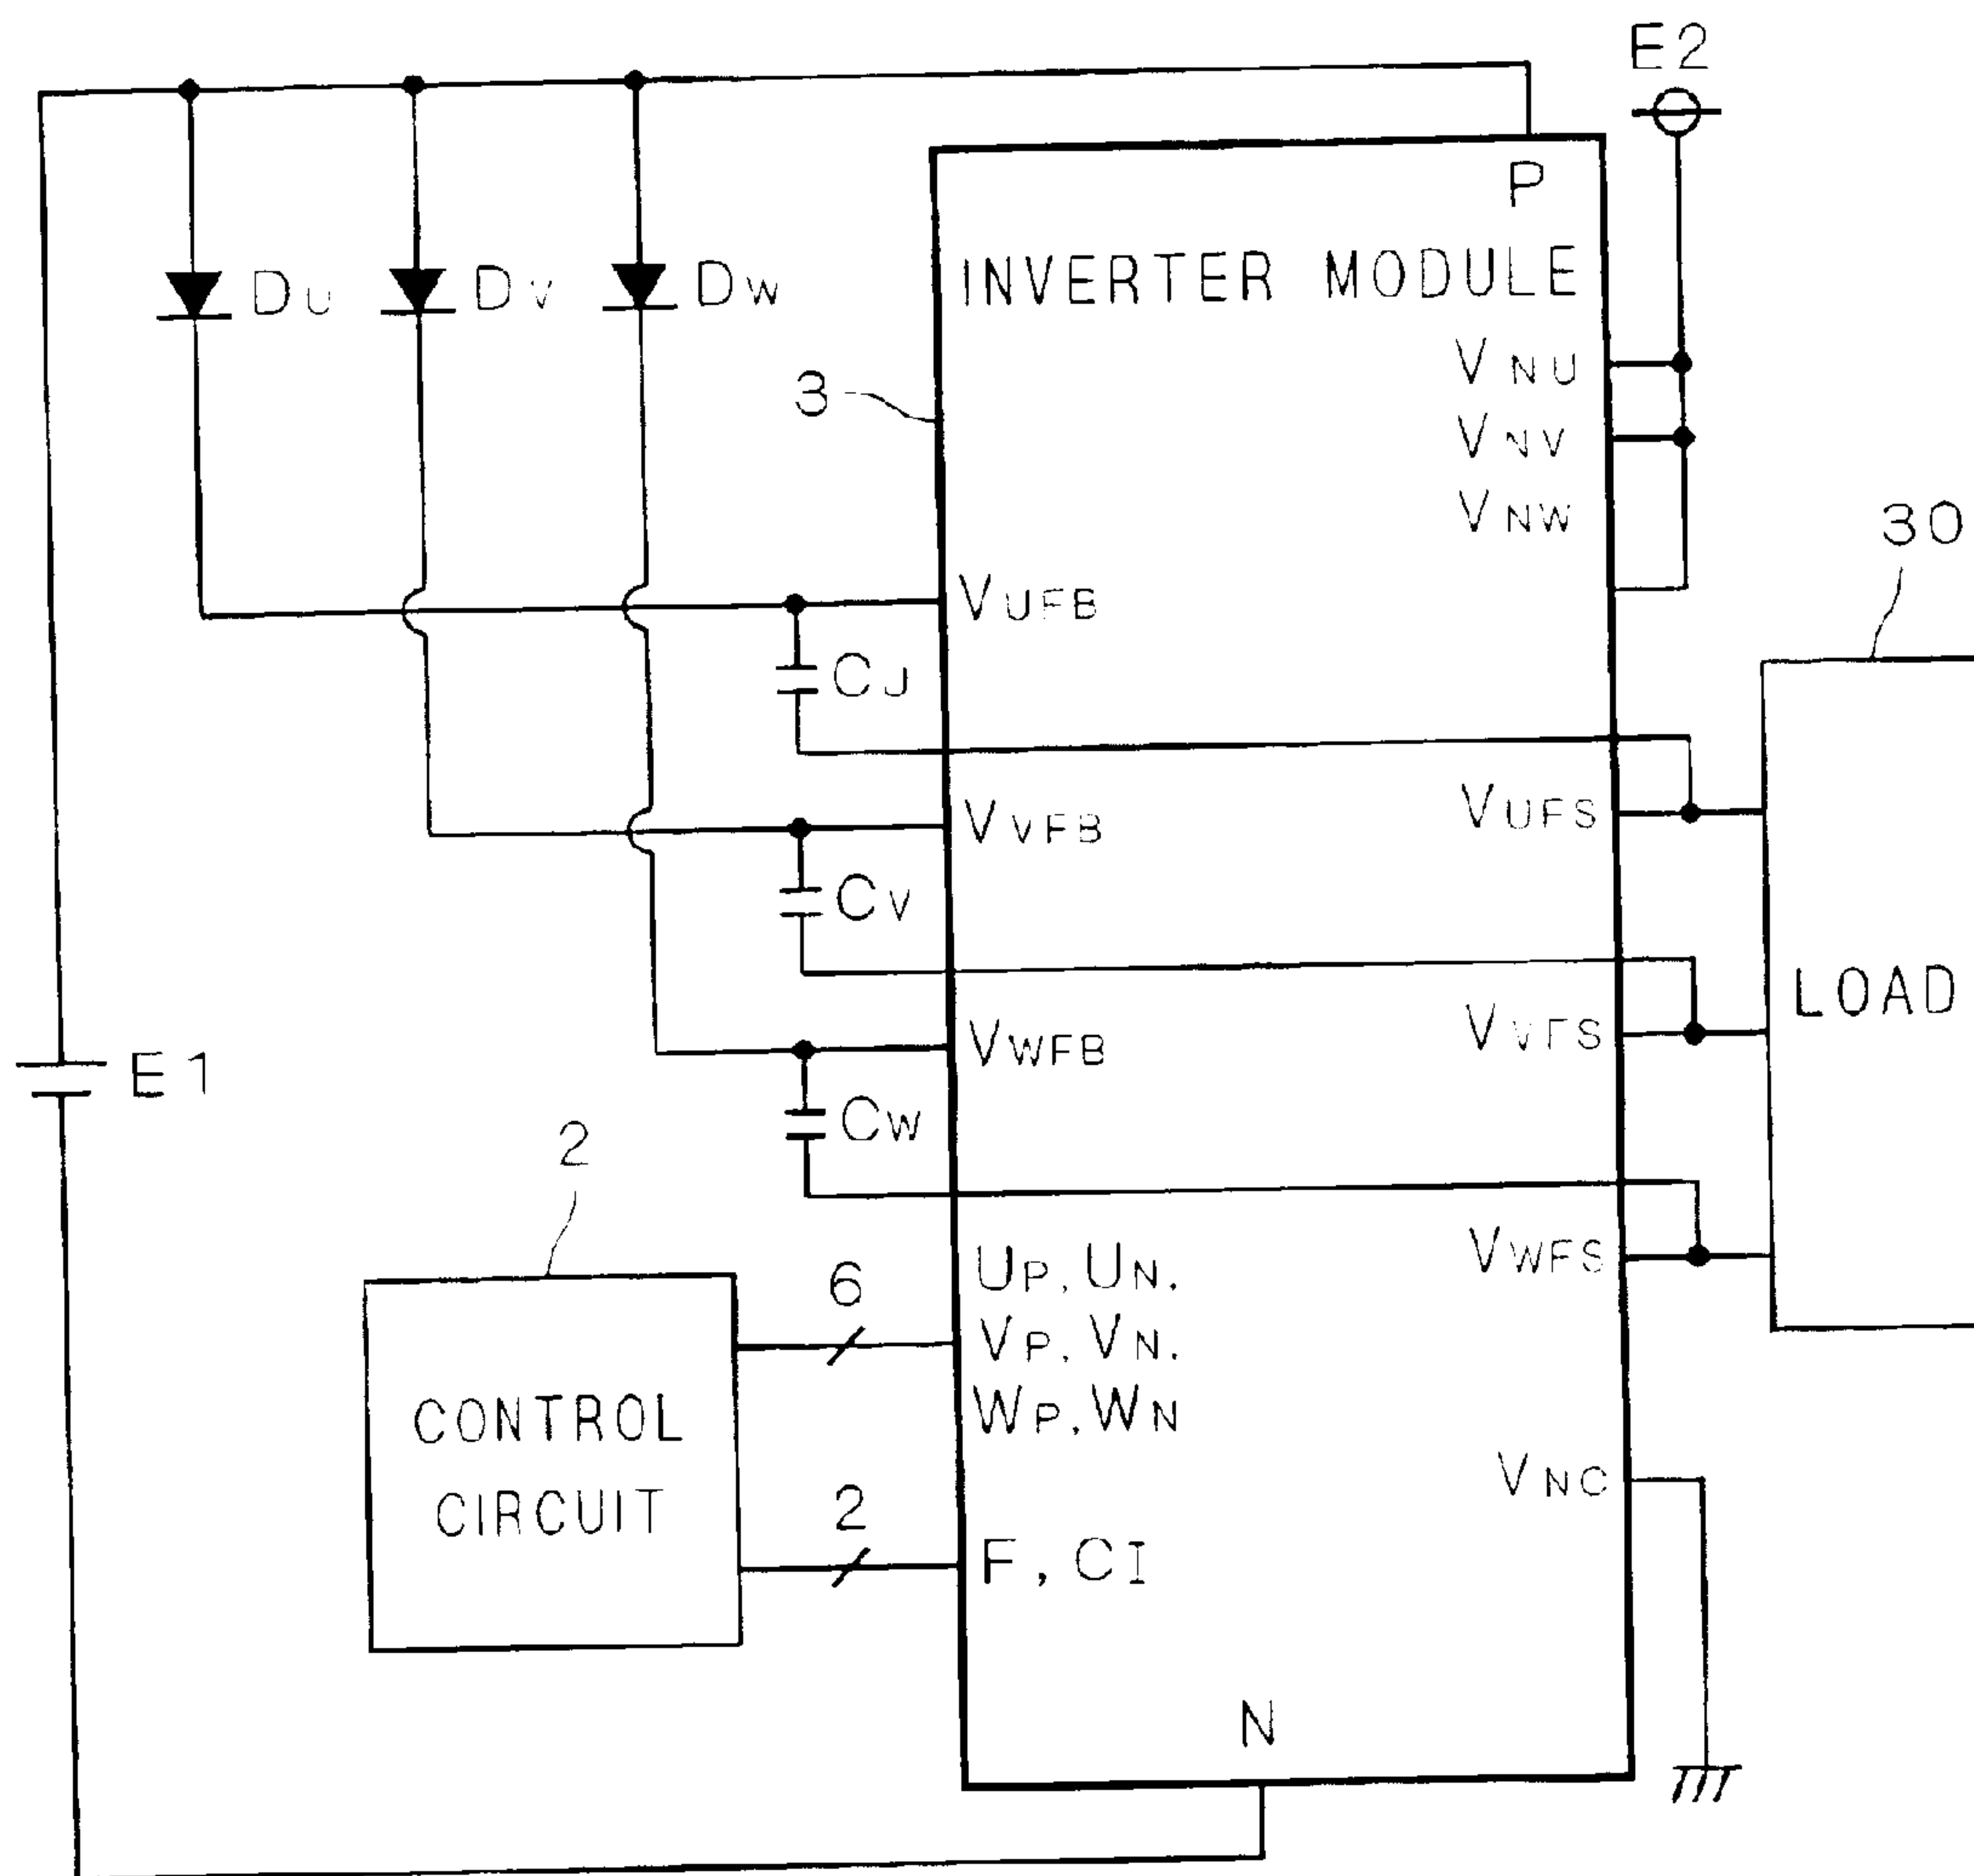 E2
P
INVERTER MODULE
DU
DV
DW
VNU
3
VNV
VNW
30
VUFB
CJ
VUFS
VVFB
CV
LOAD
VVFS
VWFB
E1
CW
2
VWFS
UP, UN,
6
VP, VN,
WP, WN
CONTROL
CIRCUIT
VNC
2
F, CI
N